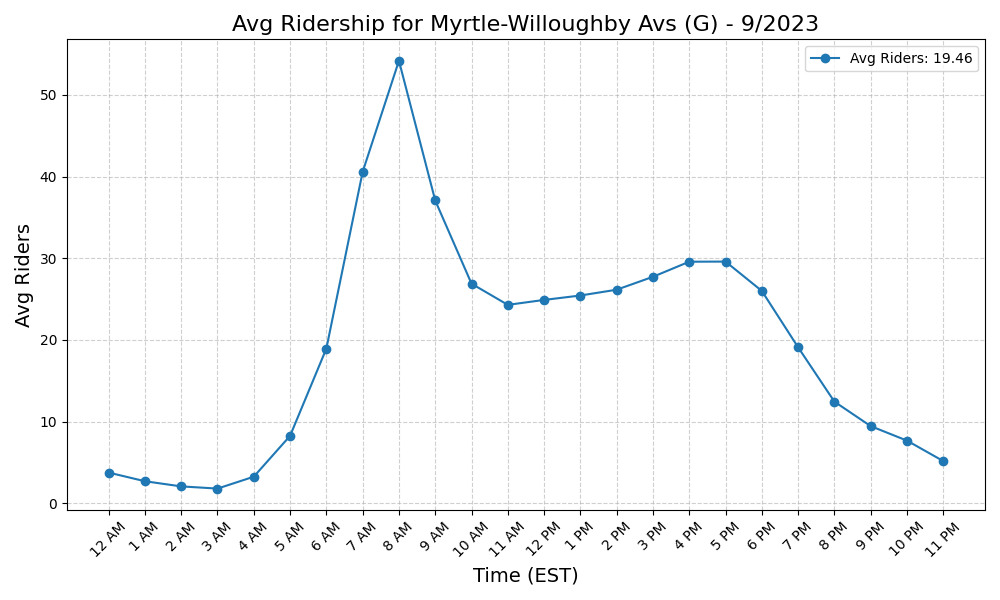 Avg Ridership for Myrtle-Willoughby Avs (G) - 9/2023
Avg Riders: 19.46
Avg Riders
50
40
30
20
10
0
12 AM
1 AM
2 AM
3 AM
4 AM
5 AM
6 AM
7 AM
8 AM
9 AM
10 AM
11 AM
12 PM
1 PM
2 PM
3 PM
4 PM
5 PM
6 PM
7 PM
8 PM
9 PM
10 PM
11 PM
Time (EST)